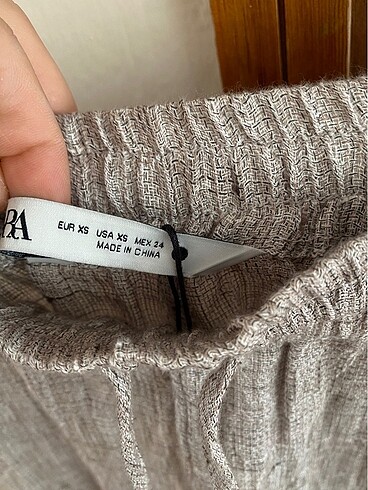 RA
EUR XS USA XS MEX 24
MADE IN CHINA